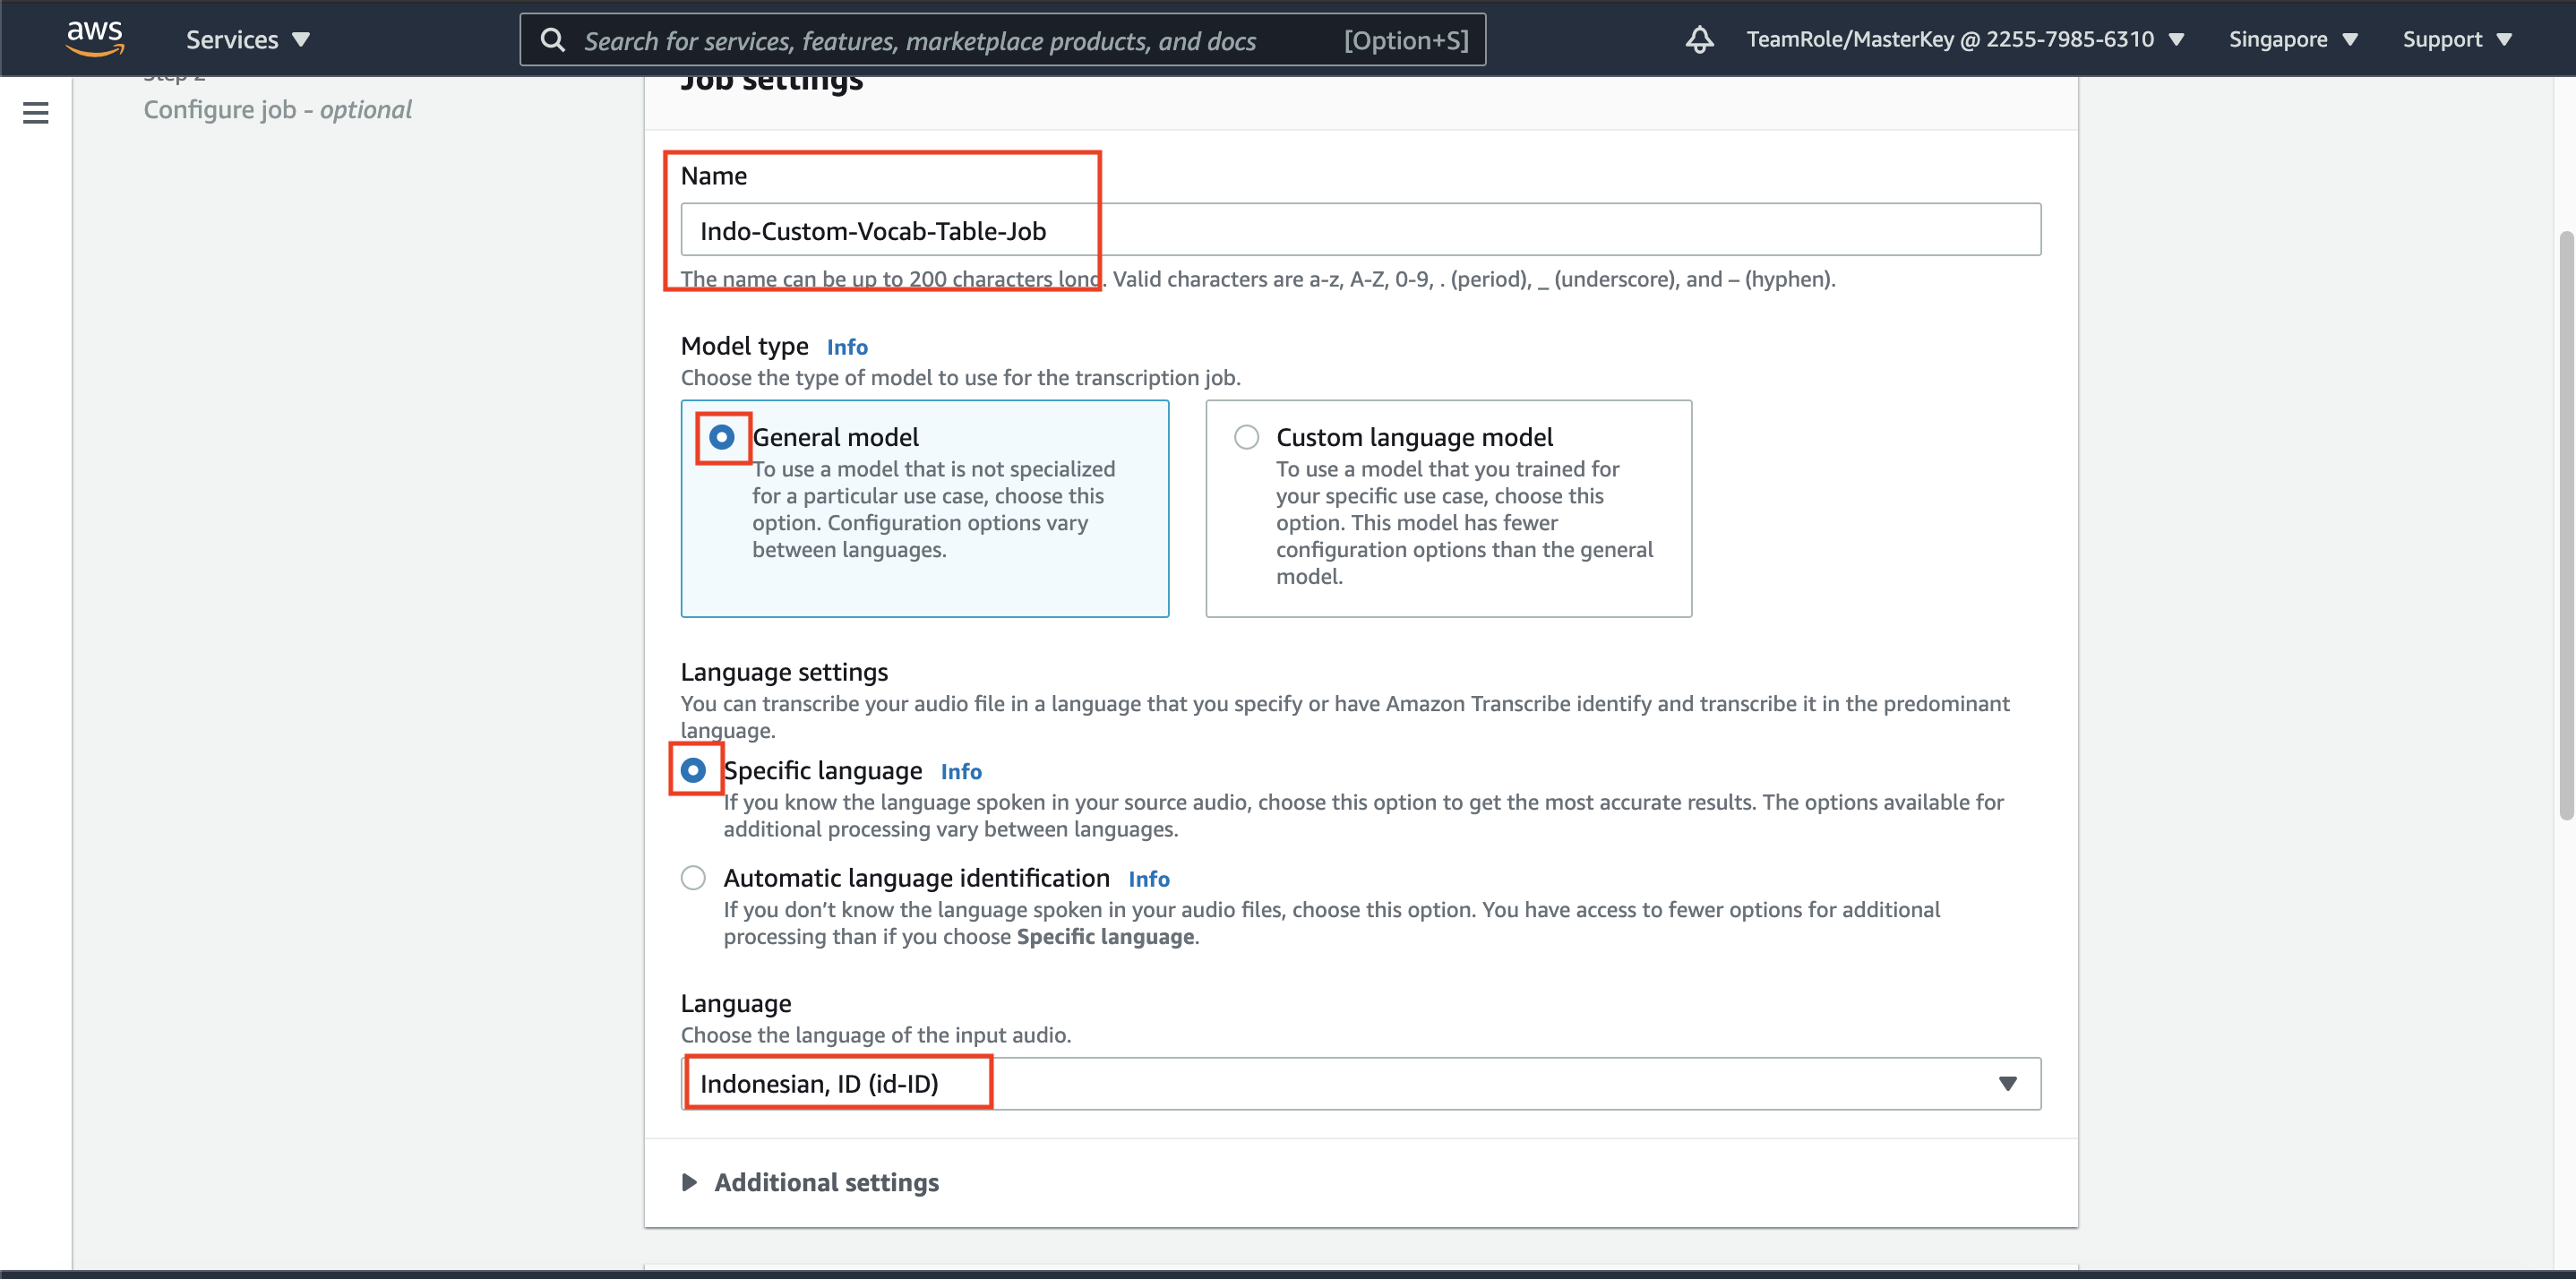 aws
Services
Search for services, features, marketplace products, and docs [Option+S]
TeamRole/MasterKey @ 2255-7985-6310
Singapore
Support
Step 2
Configure job - optional
Job settings
Name
Indo-Custom-Vocab-Table-Job
The name can be up to 200 characters long. Valid characters are a-z, A-Z, 0-9, . (period), _ (underscore), and – (hyphen).
Model type Info
Choose the type of model to use for the transcription job.
General model
To use a model that is not specialized
for a particular use case, choose this
option. Configuration options vary
between languages.
Custom language model
To use a model that you trained for
your specific use case, choose this
option. This model has fewer
configuration options than the general
model.
Language settings
You can transcribe your audio file in a language that you specify or have Amazon Transcribe identify and transcribe it in the predominant
language.
Specific language Info
If you know the language spoken in your source audio, choose this option to get the most accurate results. The options available for
additional processing vary between languages.
Automatic language identification Info
If you don’t know the language spoken in your audio files, choose this option. You have access to fewer options for additional
processing than if you choose Specific language.
Language
Choose the language of the input audio.
Indonesian, ID (id-ID)
Additional settings